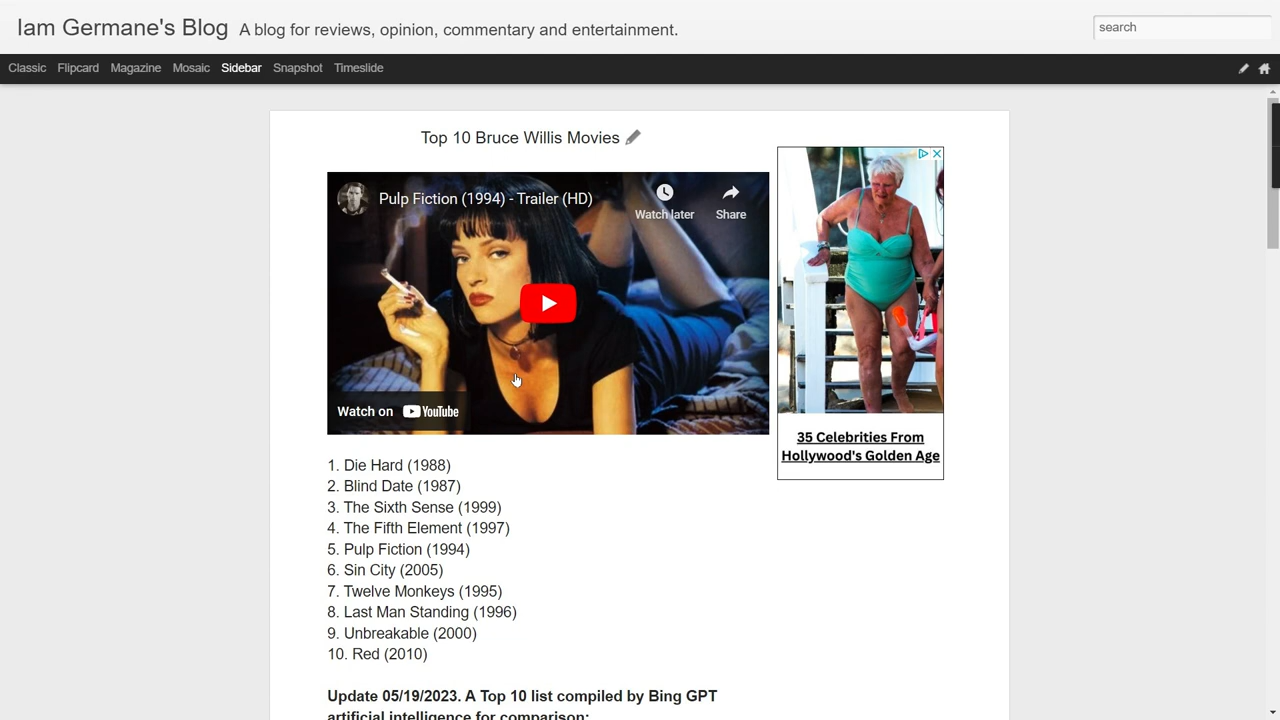 Iam Germane's Blog A blog for reviews, opinion, commentary and entertainment.
search
Classic Flipcard Magazine Mosaic Sidebar Snapshot Timeslide
Top 10 Bruce Willis Movies
Pulp Fiction (1994) - Trailer (HD)
Watch later
Share
Watch on YouTube
35 Celebrities From
Hollywood's Golden Age
1. Die Hard (1988)
2. Blind Date (1987)
3. The Sixth Sense (1999)
4. The Fifth Element (1997)
5. Pulp Fiction (1994)
6. Sin City (2005)
7. Twelve Monkeys (1995)
8. Last Man Standing (1996)
9. Unbreakable (2000)
10. Red (2010)
Update 05/19/2023. A Top 10 list compiled by Bing GPT
artificial intelligence for comparison: